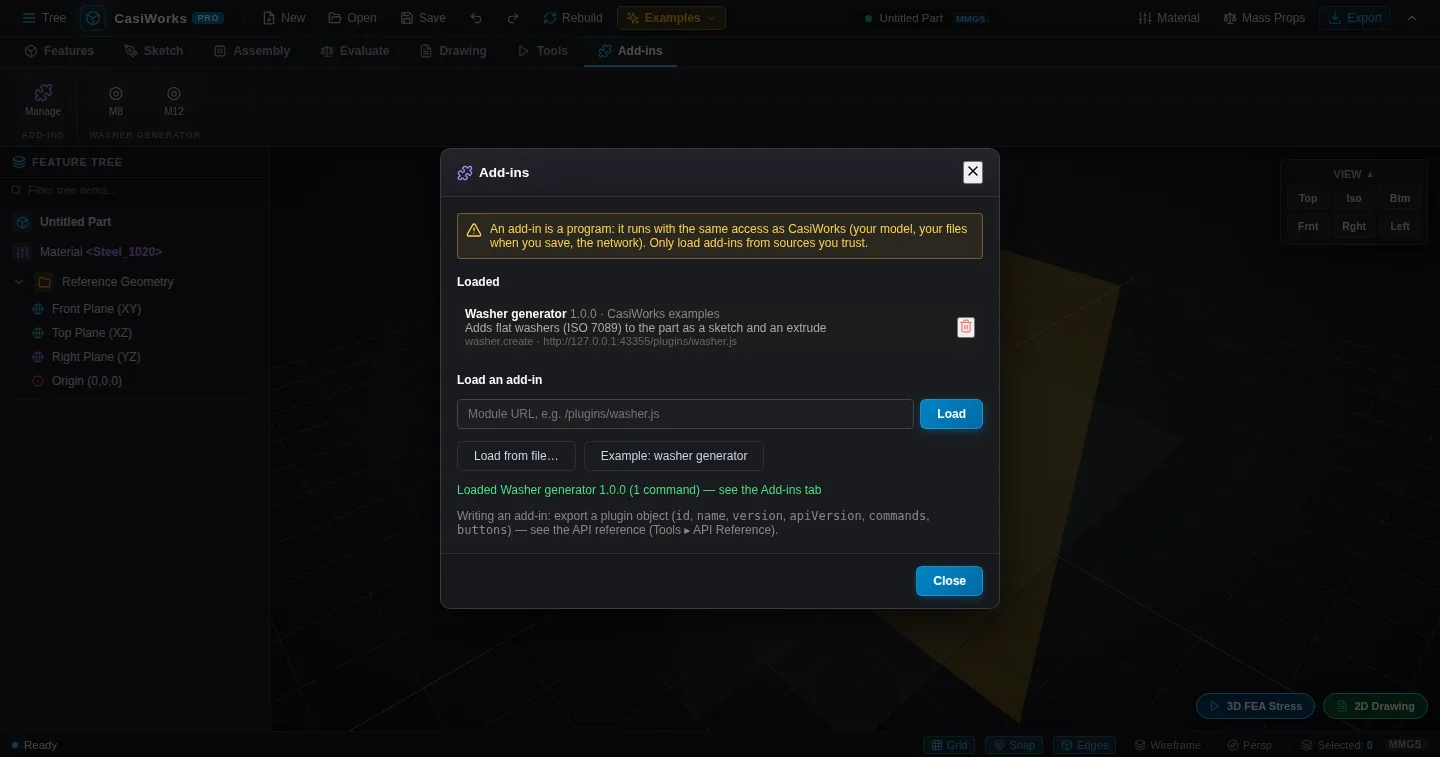 Tree CasiWorks PRO New Open Save Rebuild Examples Untitled Part MMGS Material Mass Props Export
Features Sketch Assembly Evaluate Drawing Tools Add-ins
Manage M8 M12
ADD-INS WASHER GENERATOR
FEATURE TREE
Filter tree items...
Untitled Part
Material <Steel_1020>
Reference Geometry
Front Plane (XY)
Top Plane (XZ)
Right Plane (YZ)
Origin (0,0,0)
Add-ins
An add-in is a program: it runs with the same access as CasiWorks (your model, your files
when you save, the network). Only load add-ins from sources you trust.
Loaded
Washer generator 1.0.0 · CasiWorks examples
Adds flat washers (ISO 7089) to the part as a sketch and an extrude
washer.create · http://127.0.0.1:43355/plugins/washer.js
Load an add-in
Module URL, e.g. /plugins/washer.js Load
Load from file… Example: washer generator
Loaded Washer generator 1.0.0 (1 command) — see the Add-ins tab
Writing an add-in: export a plugin object (id, name, version, apiVersion, commands,
buttons) — see the API reference (Tools ▸ API Reference).
Close
VIEW ▲
Top Iso Btm
Frnt Rght Left
3D FEA Stress 2D Drawing
Ready Grid Snap Edges Wireframe Persp Selected: 0 MMGS